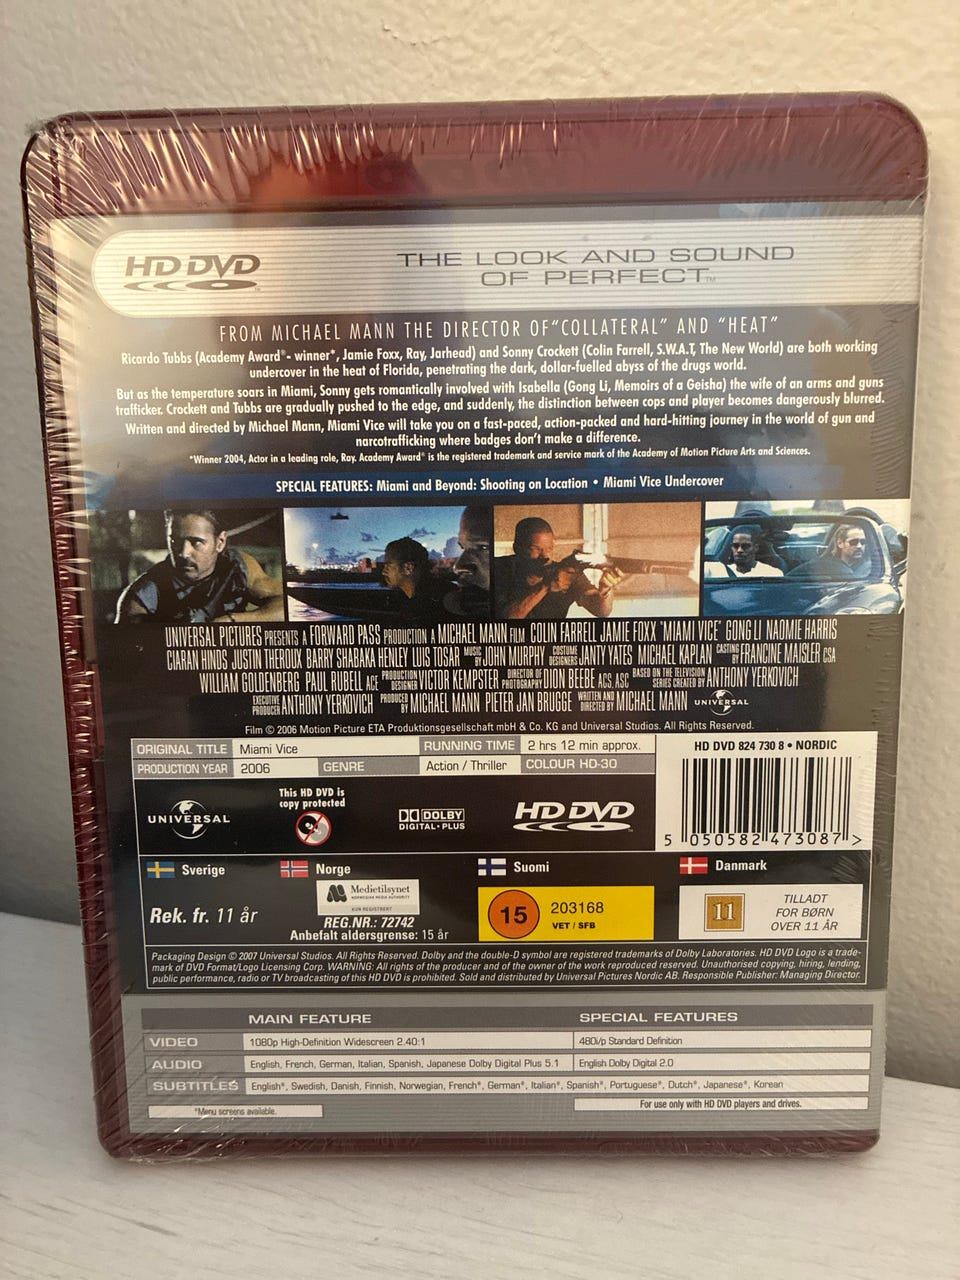 HD DVD
THE LOOK AND SOUND
OF PERFECT™
FROM MICHAEL MANN THE DIRECTOR OF "COLLATERAL" AND "HEAT"
Ricardo Tubbs (Academy Award®- winner*, Jamie Foxx, Ray, Jarhead) and Sonny Crockett (Colin Farrell, S.W.A.T, The New World) are both working
undercover in the heat of Florida, penetrating the dark, dollar-fuelled abyss of the drugs world.
But as the temperature soars in Miami, Sonny gets romantically involved with Isabella (Gong Li, Memoirs of a Geisha) the wife of an arms and guns
trafficker. Crockett and Tubbs are gradually pushed to the edge, and suddenly, the distinction between cops and player becomes dangerously blurred.
Written and directed by Michael Mann, Miami Vice will take you on a fast-paced, action-packed and hard-hitting journey in the world of gun and
narcotrafficking where badges don't make a difference.
*Winner 2004, Actor in a leading role, Ray. Academy Award® is the registered trademark and service mark of the Academy of Motion Picture Arts and Sciences.
SPECIAL FEATURES: Miami and Beyond: Shooting on Location • Miami Vice Undercover
UNIVERSAL PICTURES PRESENTS A FORWARD PASS PRODUCTION A MICHAEL MANN FILM COLIN FARRELL JAMIE FOXX "MIAMI VICE" GONG LI NAOMIE HARRIS
CIARAN HINDS JUSTIN THEROUX BARRY SHABAKA HENLEY LUIS TOSAR MUSIC BY JOHN MURPHY COSTUME DESIGNERS JANTY YATES MICHAEL KAPLAN CASTING BY FRANCINE MAISLER CSA
WILLIAM GOLDENBERG PAUL RUBELL ACE PRODUCTION DESIGNER VICTOR KEMPSTER DIRECTOR OF PHOTOGRAPHY DION BEEBE ACS, ASC BASED ON THE TELEVISION SERIES CREATED BY ANTHONY YERKOVICH
EXECUTIVE PRODUCER ANTHONY YERKOVICH PRODUCED BY MICHAEL MANN PIETER JAN BRUGGE WRITTEN AND DIRECTED BY MICHAEL MANN UNIVERSAL
Film © 2006 Motion Picture ETA Produktionsgesellschaft mbH & Co. KG and Universal Studios. All Rights Reserved.
ORIGINAL TITLE Miami Vice RUNNING TIME 2 hrs 12 min approx.
PRODUCTION YEAR 2006 GENRE Action / Thriller COLOUR HD-30
HD DVD 824 730 8 • NORDIC
5 050582 473087 >
UNIVERSAL
This HD DVD is
copy protected
DOLBY
DIGITAL•PLUS
HD DVD
Sverige
Norge
Suomi
Danmark
Rek. fr. 11 år
Medietilsynet
NORWEGIAN MEDIA AUTHORITY
KUN REGISTRERT
REG.NR.: 72742
Anbefalt aldersgrense: 15 år
15
203168
VET / SFB
11
TILLADT
FOR BØRN
OVER 11 ÅR
Packaging Design © 2007 Universal Studios. All Rights Reserved. Dolby and the double-D symbol are registered trademarks of Dolby Laboratories. HD DVD Logo is a trade-
mark of DVD Format/Logo Licensing Corp. WARNING: All rights of the producer and of the owner of the work reproduced reserved. Unauthorised copying, hiring, lending,
public performance, radio or TV broadcasting of this HD DVD is prohibited. Sold and distributed by Universal Pictures Nordic AB. Responsible Publisher: Managing Director.
MAIN FEATURE SPECIAL FEATURES
VIDEO 1080p High-Definition Widescreen 2.40:1 480i/p Standard Definition
AUDIO English, French, German, Italian, Spanish, Japanese Dolby Digital Plus 5.1 English Dolby Digital 2.0
SUBTITLES English*, Swedish, Danish, Finnish, Norwegian, French*, German*, Italian*, Spanish*, Portuguese*, Dutch*, Japanese*, Korean
*Menu screens available.
For use only with HD DVD players and drives.